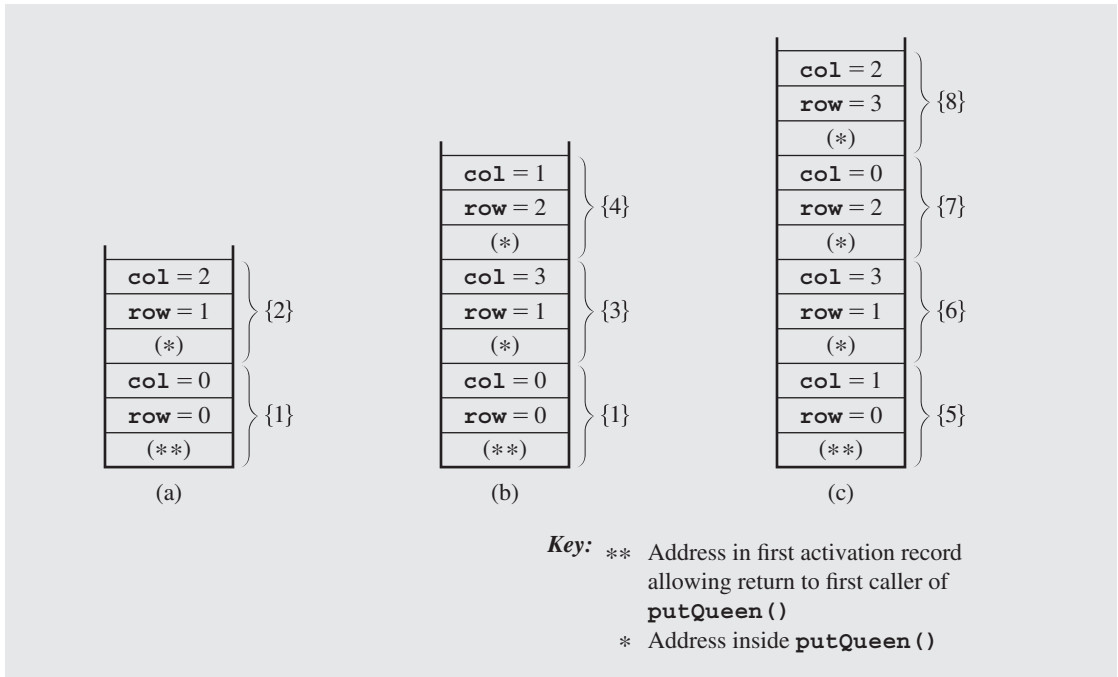 col = 2
row = 1
(*)
col = 0
row = 0
(**)
{2}
{1}
(a)
col = 1
row = 2
(*)
col = 3
row = 1
(*)
col = 0
row = 0
(**)
{4}
{3}
{1}
(b)
col = 2
row = 3
(*)
col = 0
row = 2
(*)
col = 3
row = 1
(*)
col = 1
row = 0
(**)
{8}
{7}
{6}
{5}
(c)
Key: ** Address in first activation record
allowing return to first caller of
putQueen()
* Address inside putQueen()